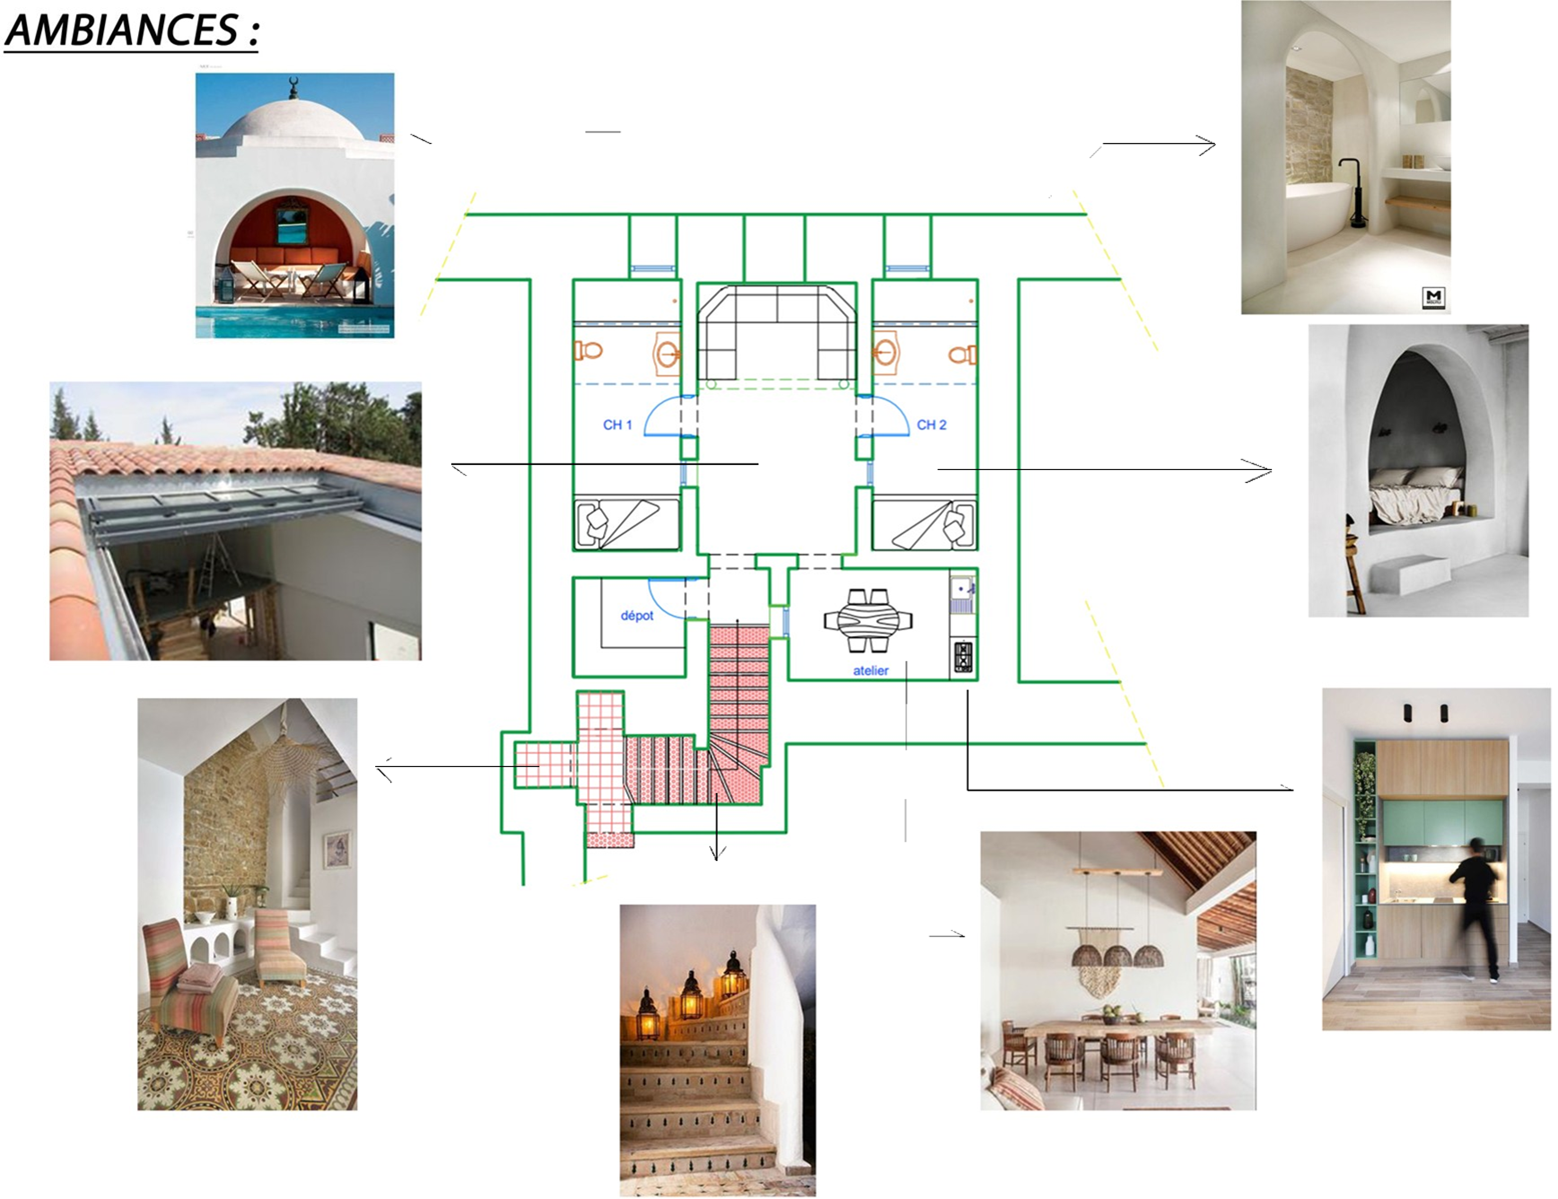 AMBIANCES :
M
CH 1
CH 2
dépot
atelier